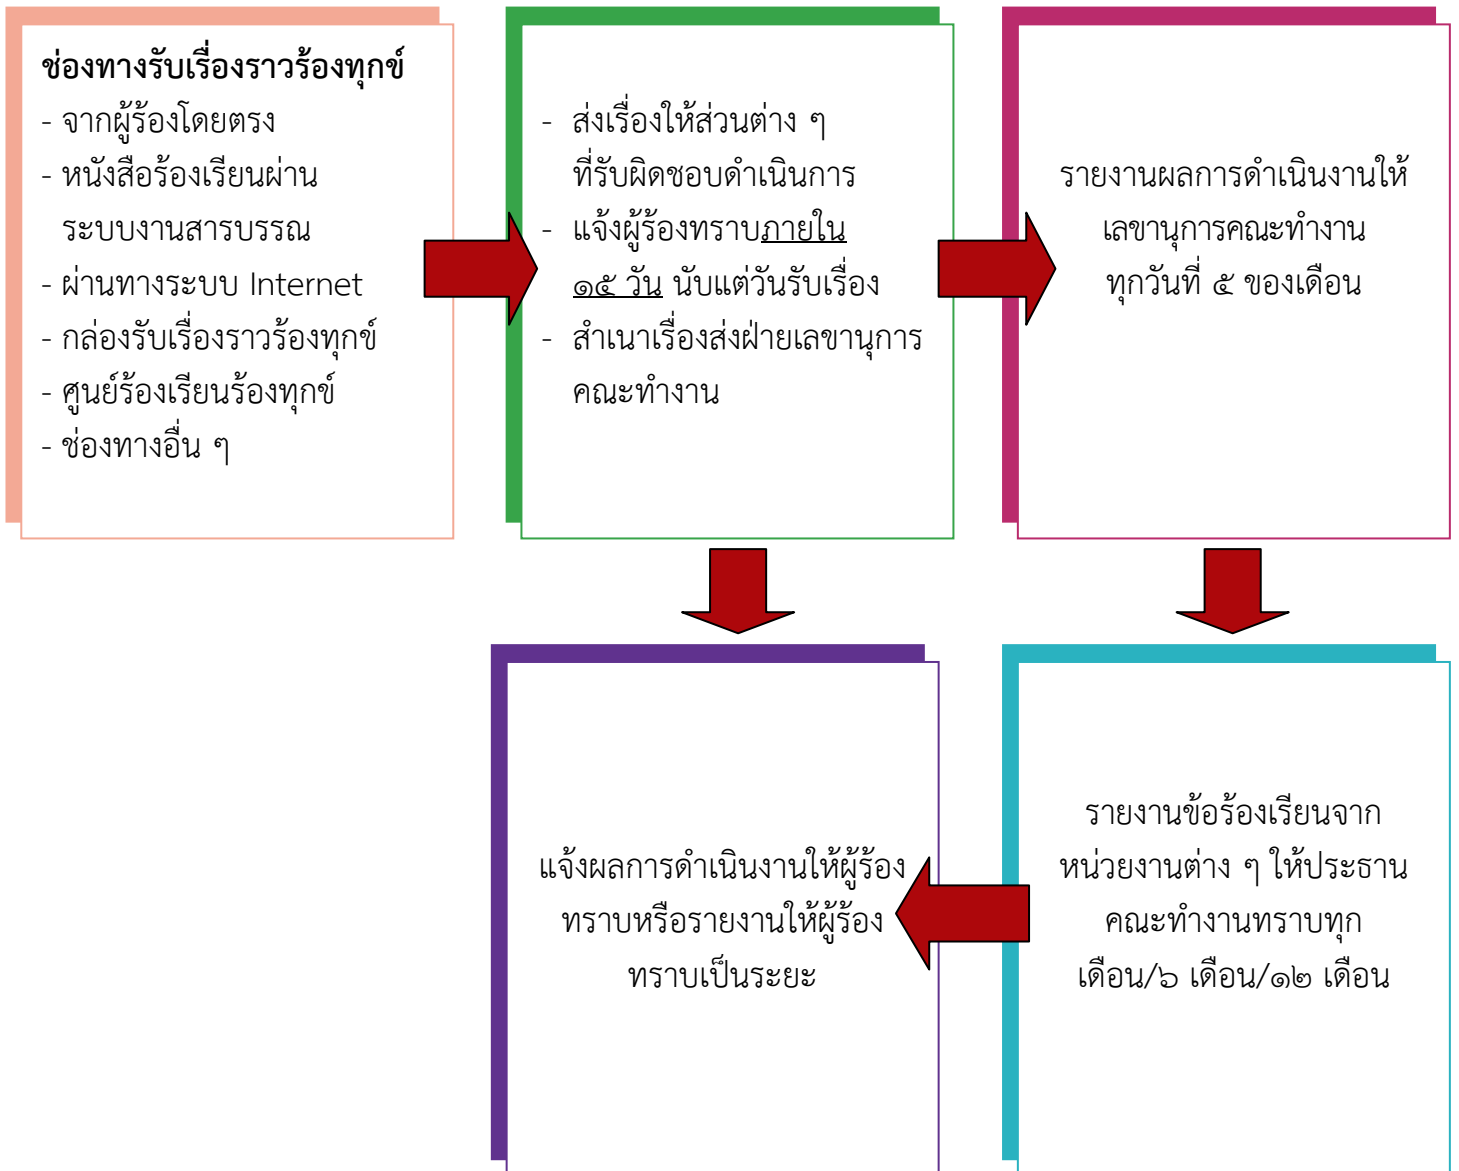 ช่องทางรับเรื่องราวร้องทุกข์
- จากผู้ร้องโดยตรง
- หนังสือร้องเรียนผ่าน
ระบบงานสารบรรณ
- ผ่านทางระบบ Internet
- กล่องรับเรื่องราวร้องทุกข์
- ศูนย์ร้องเรียนร้องทุกข์
- ช่องทางอื่น ๆ
- ส่งเรื่องให้ส่วนต่าง ๆ
ที่รับผิดชอบดำเนินการ
- แจ้งผู้ร้องทราบภายใน
๑๕ วัน นับแต่วันรับเรื่อง
- สำเนาเรื่องส่งฝ่ายเลขานุการ
คณะทำงาน
รายงานผลการดำเนินงานให้
เลขานุการคณะทำงาน
ทุกวันที่ ๕ ของเดือน
แจ้งผลการดำเนินงานให้ผู้ร้อง
ทราบหรือรายงานให้ผู้ร้อง
ทราบเป็นระยะ
รายงานข้อร้องเรียนจาก
หน่วยงานต่าง ๆ ให้ประธาน
คณะทำงานทราบทุก
เดือน/๖ เดือน/๑๒ เดือน